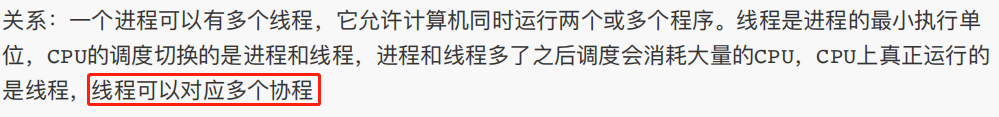 关系：一个进程可以有多个线程，它允许计算机同时运行两个或多个程序。线程是进程的最小执行单
位，CPU的调度切换的是进程和线程，进程和线程多了之后调度会消耗大量的CPU，CPU上真正运行的
是线程，线程可以对应多个协程